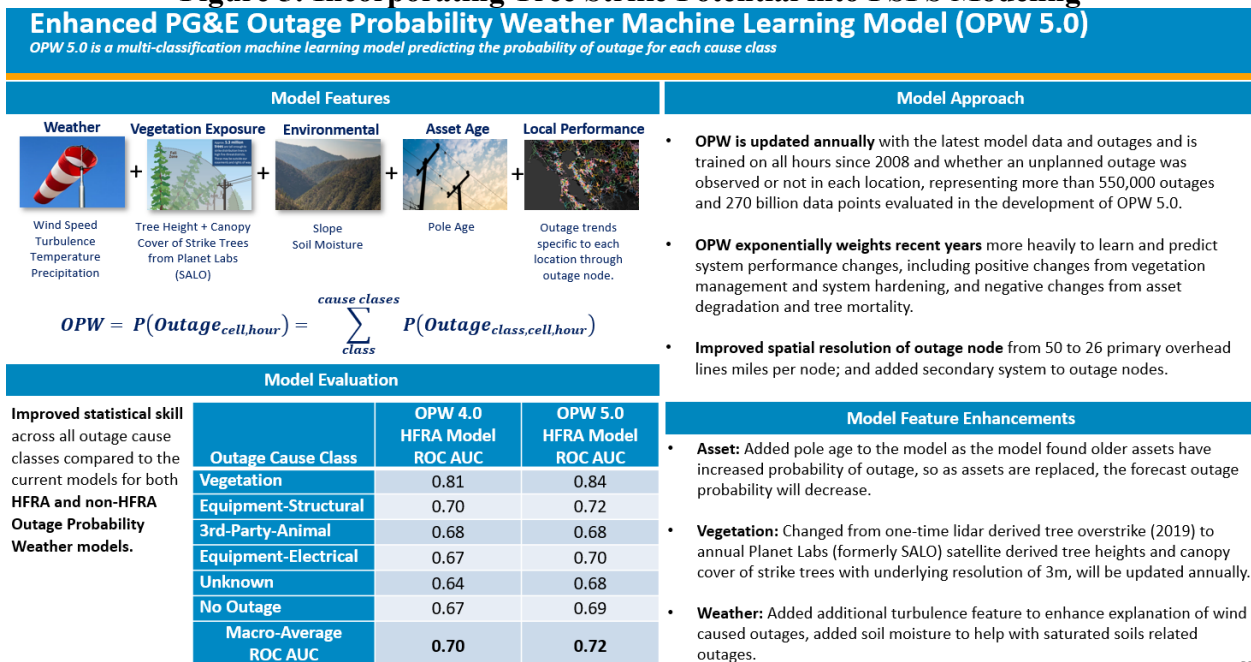 Enhanced PG&E Outage Probability Weather Machine Learning Model (OPW 5.0)
OPW 5.0 is a multi-classification machine learning model predicting the probability of outage for each cause class
Model Features
Weather
Wind Speed
Turbulence
Temperature
Precipitation
+
Vegetation Exposure
Tree Height + Canopy
Cover of Strike Trees
from Planet Labs
(SALO)
+
Environmental
Slope
Soil Moisture
+
Asset Age
Pole Age
+
Local Performance
Outage trends
specific to each
location through
outage node.
OPW = P(Outage cell,hour) = ∑ cause clases class P(Outage class,cell,hour)
Model Evaluation
Improved statistical skill
across all outage cause
classes compared to the
current models for both
HFRA and non-HFRA
Outage Probability
Weather models.
Outage Cause Class | OPW 4.0 HFRA Model ROC AUC | OPW 5.0 HFRA Model ROC AUC
Vegetation 0.81 0.84
Equipment-Structural 0.70 0.72
3rd-Party-Animal 0.68 0.68
Equipment-Electrical 0.67 0.70
Unknown 0.64 0.68
No Outage 0.67 0.69
Macro-Average ROC AUC 0.70 0.72
Model Approach
• OPW is updated annually with the latest model data and outages and is
trained on all hours since 2008 and whether an unplanned outage was
observed or not in each location, representing more than 550,000 outages
and 270 billion data points evaluated in the development of OPW 5.0.
• OPW exponentially weights recent years more heavily to learn and predict
system performance changes, including positive changes from vegetation
management and system hardening, and negative changes from asset
degradation and tree mortality.
• Improved spatial resolution of outage node from 50 to 26 primary overhead
lines miles per node; and added secondary system to outage nodes.
Model Feature Enhancements
• Asset: Added pole age to the model as the model found older assets have
increased probability of outage, so as assets are replaced, the forecast outage
probability will decrease.
• Vegetation: Changed from one-time lidar derived tree overstrike (2019) to
annual Planet Labs (formerly SALO) satellite derived tree heights and canopy
cover of strike trees with underlying resolution of 3m, will be updated annually.
• Weather: Added additional turbulence feature to enhance explanation of wind
caused outages, added soil moisture to help with saturated soils related
outages.